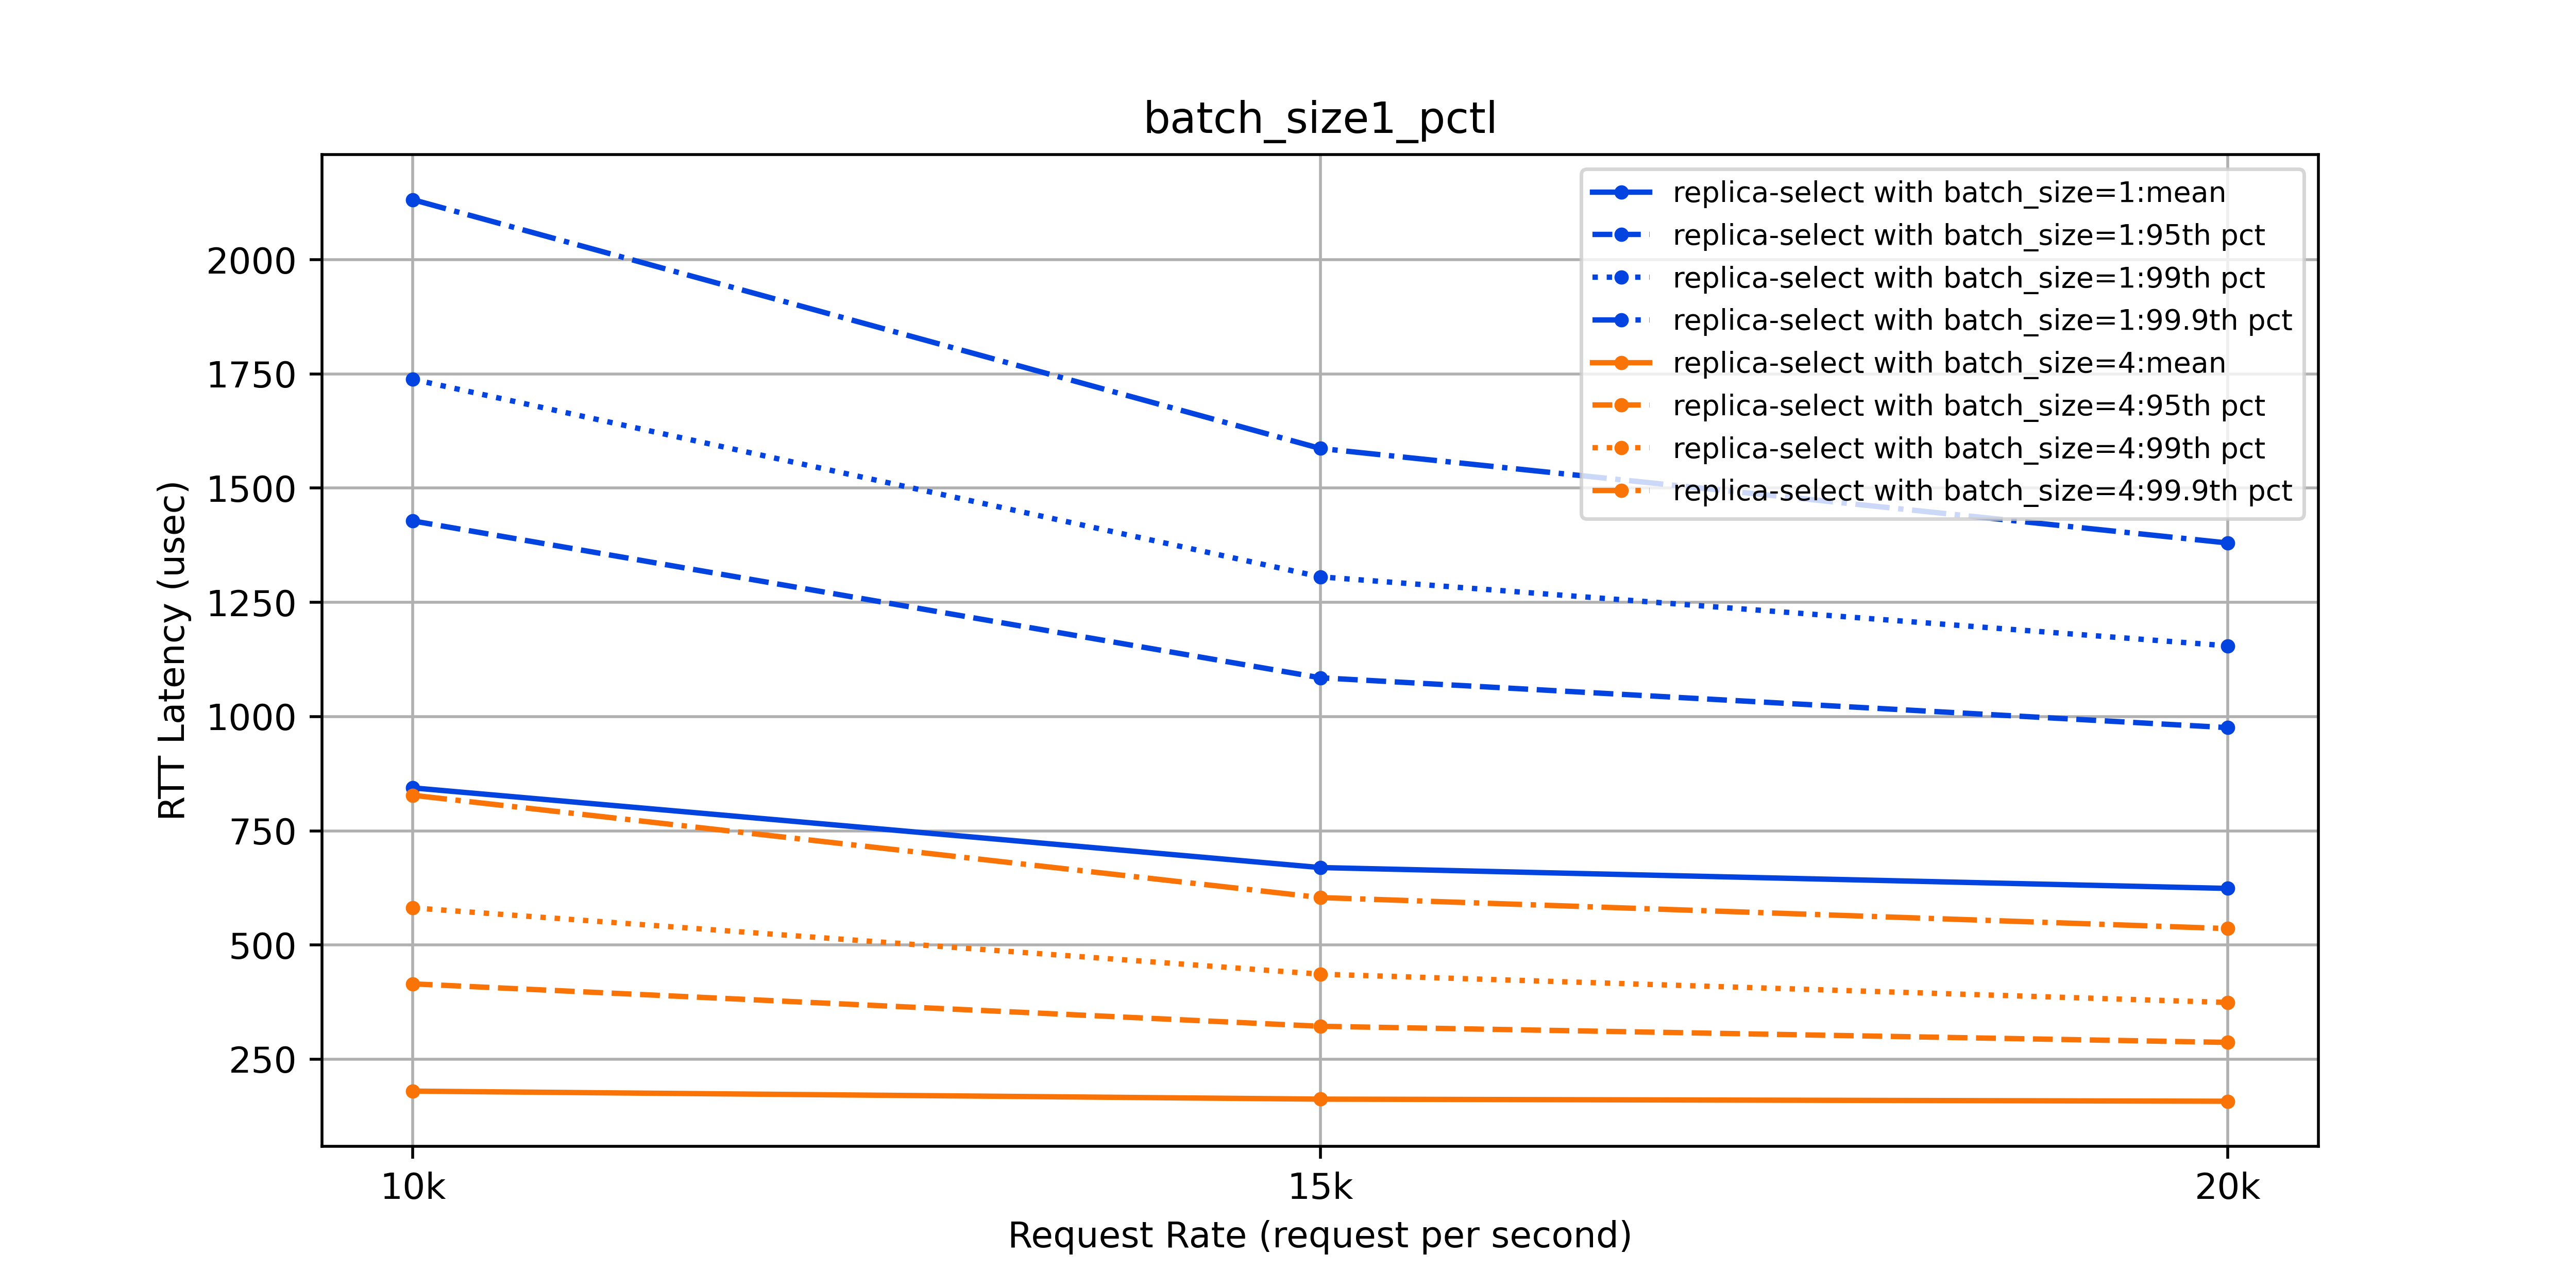 batch_size1_pctl
replica-select with batch_size=1:mean
replica-select with batch_size=1:95th pct
replica-select with batch_size=1:99th pct
replica-select with batch_size=1:99.9th pct
replica-select with batch_size=4:mean
replica-select with batch_size=4:95th pct
replica-select with batch_size=4:99th pct
replica-select with batch_size=4:99.9th pct
RTT Latency (usec)
2000
1750
1500
1250
1000
750
500
250
10k 15k 20k
Request Rate (request per second)